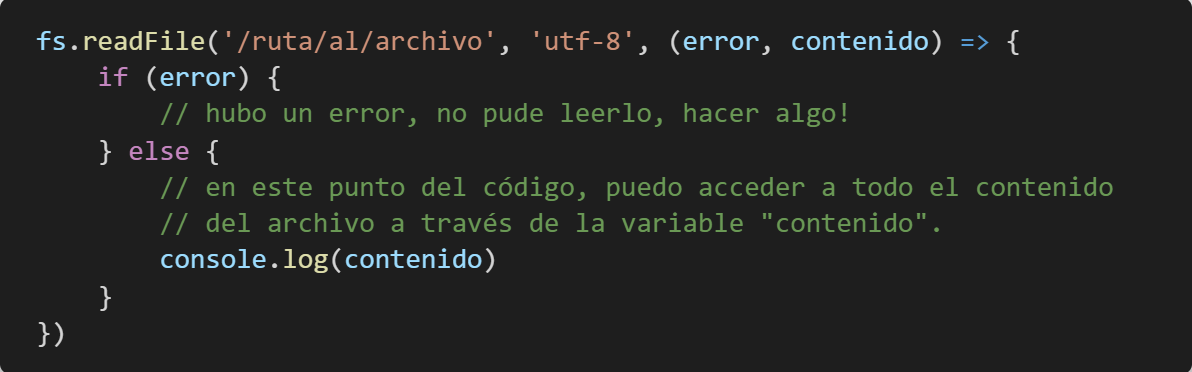 fs.readFile('/ruta/al/archivo', 'utf-8', (error, contenido) => {
    if (error) {
        // hubo un error, no pude leerlo, hacer algo!
    } else {
        // en este punto del código, puedo acceder a todo el contenido
        // del archivo a través de la variable "contenido".
        console.log(contenido)
    }
})